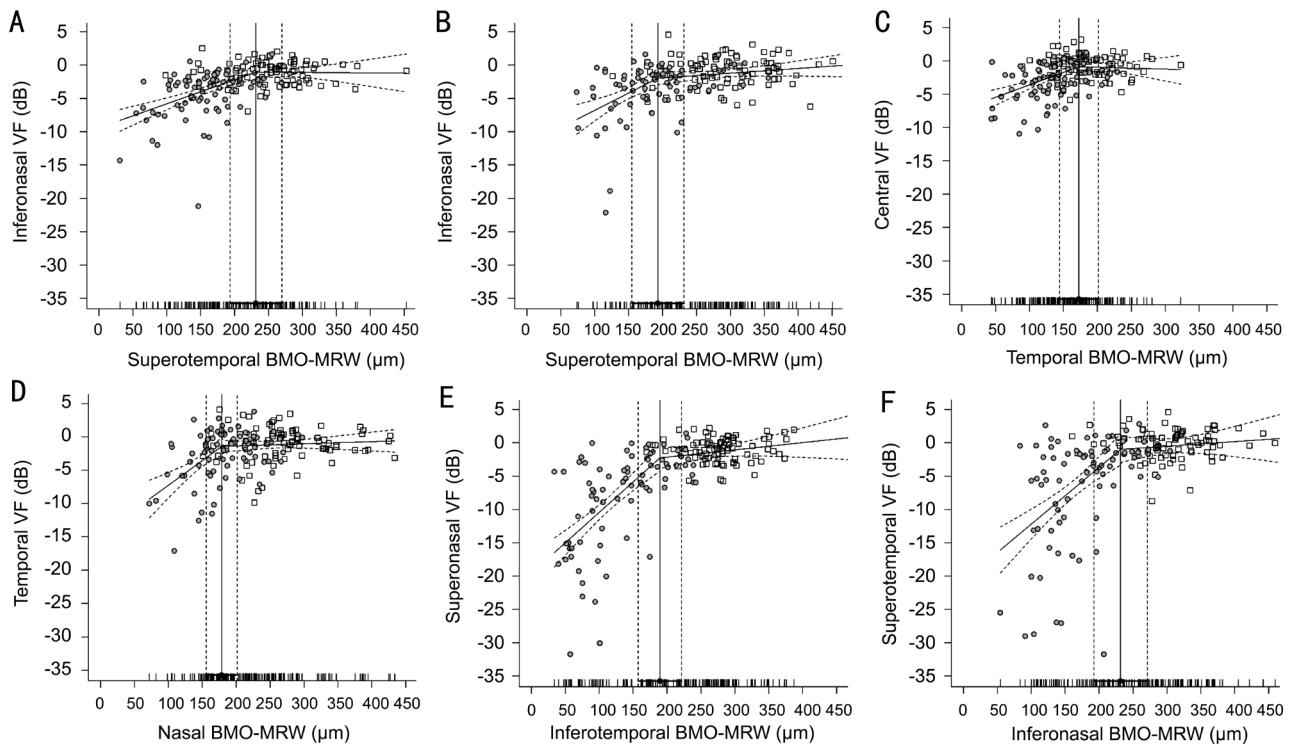 A
5
0
-5
-10
-15
-20
-25
-30
-35
Inferonasal VF (dB)
0 50 100 150 200 250 300 350 400 450
Superotemporal BMO-MRW (µm)
B
5
0
-5
-10
-15
-20
-25
-30
-35
Inferonasal VF (dB)
0 50 100 150 200 250 300 350 400 450
Superotemporal BMO-MRW (µm)
C
5
0
-5
-10
-15
-20
-25
-30
-35
Central VF (dB)
0 50 100 150 200 250 300 350 400 450
Temporal BMO-MRW (µm)
D
5
0
-5
-10
-15
-20
-25
-30
-35
Temporal VF (dB)
0 50 100 150 200 250 300 350 400 450
Nasal BMO-MRW (µm)
E
5
0
-5
-10
-15
-20
-25
-30
-35
Superonasal VF (dB)
0 50 100 150 200 250 300 350 400 450
Inferotemporal BMO-MRW (µm)
F
5
0
-5
-10
-15
-20
-25
-30
-35
Superotemporal VF (dB)
0 50 100 150 200 250 300 350 400 450
Inferonasal BMO-MRW (µm)